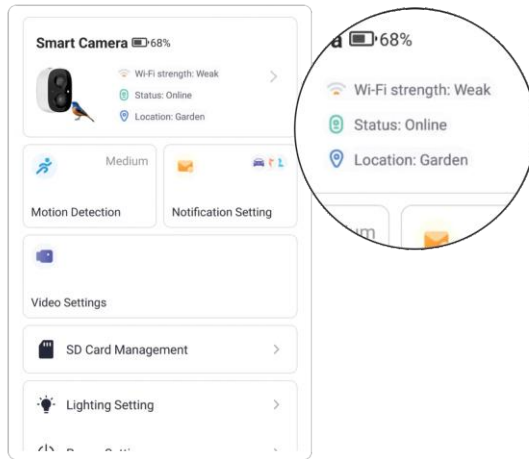 Smart Camera 68%
Wi-Fi strength: Weak
Status: Online
Location: Garden
Medium
Motion Detection
Notification Setting
Video Settings
SD Card Management
Lighting Setting
68%
Wi-Fi strength: Weak
Status: Online
Location: Garden